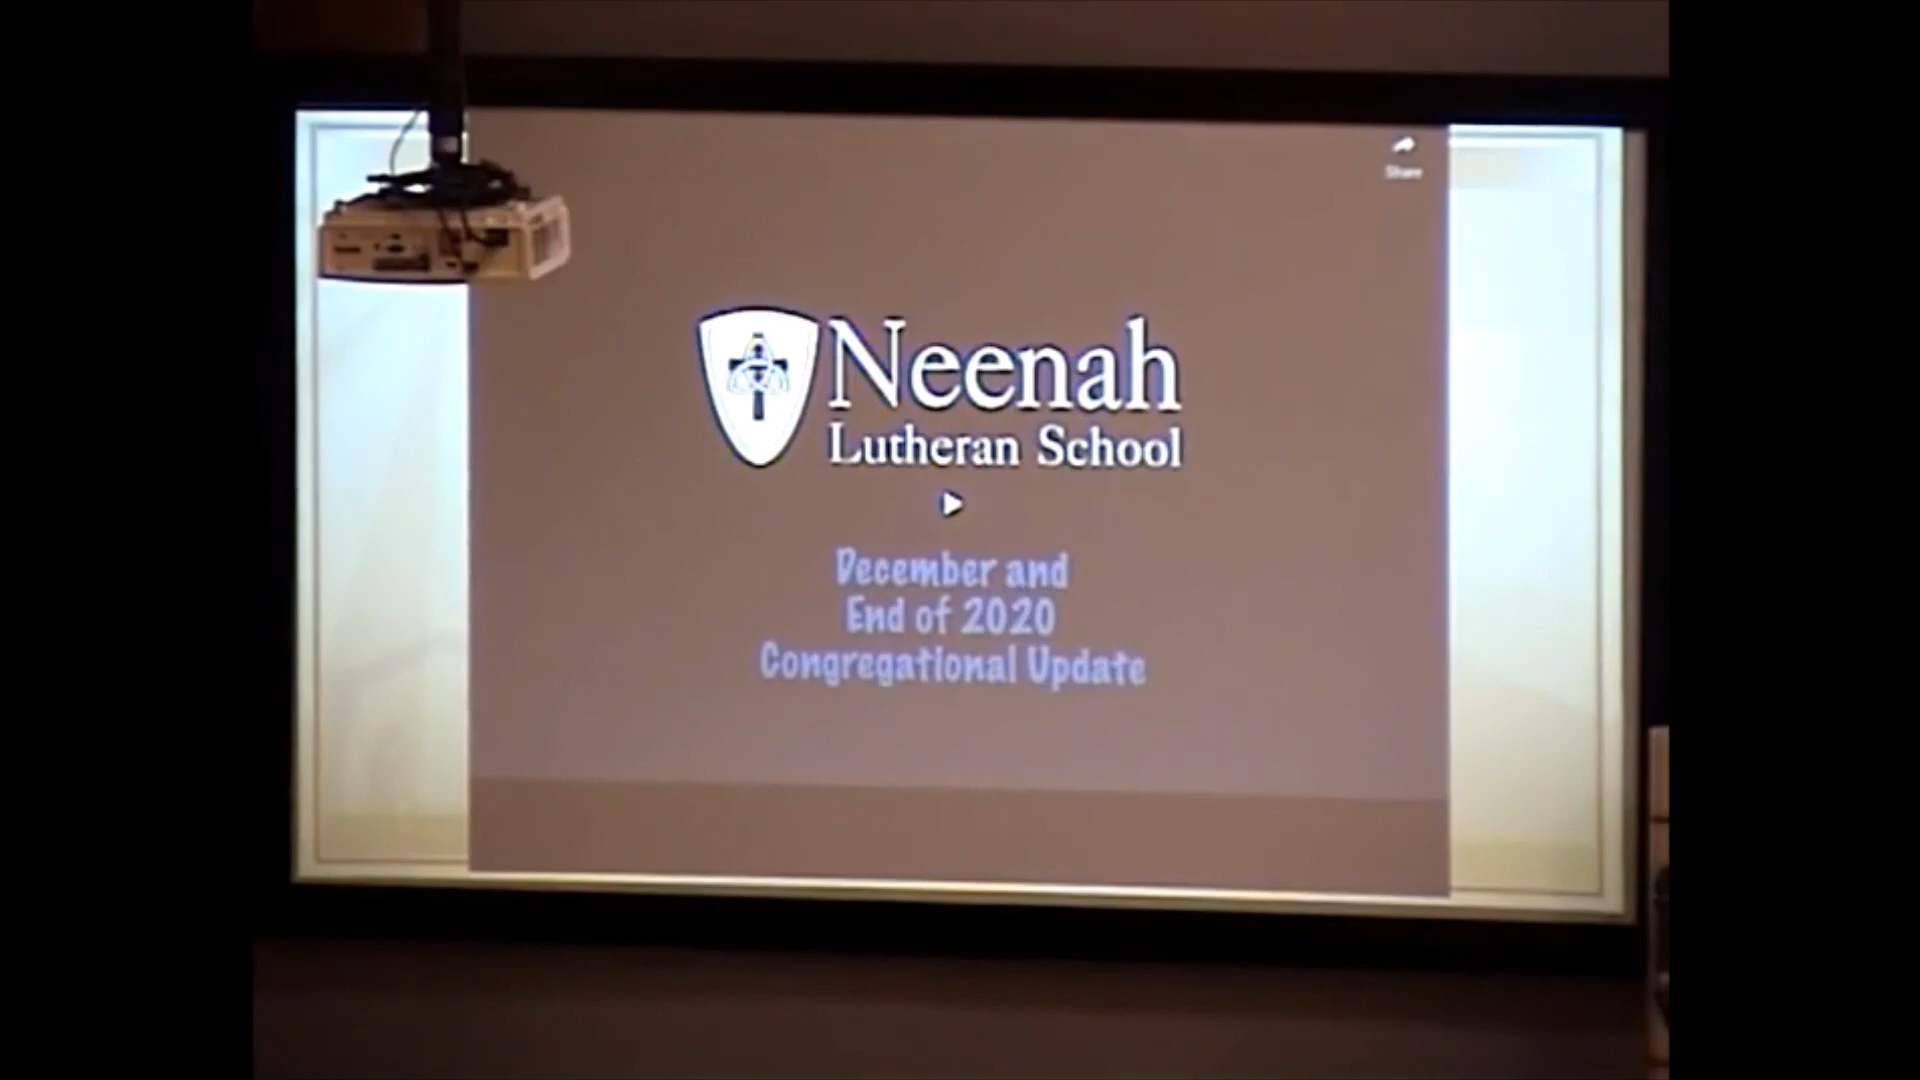 Share
Neenah
Lutheran School
December and
End of 2020
Congregational Update